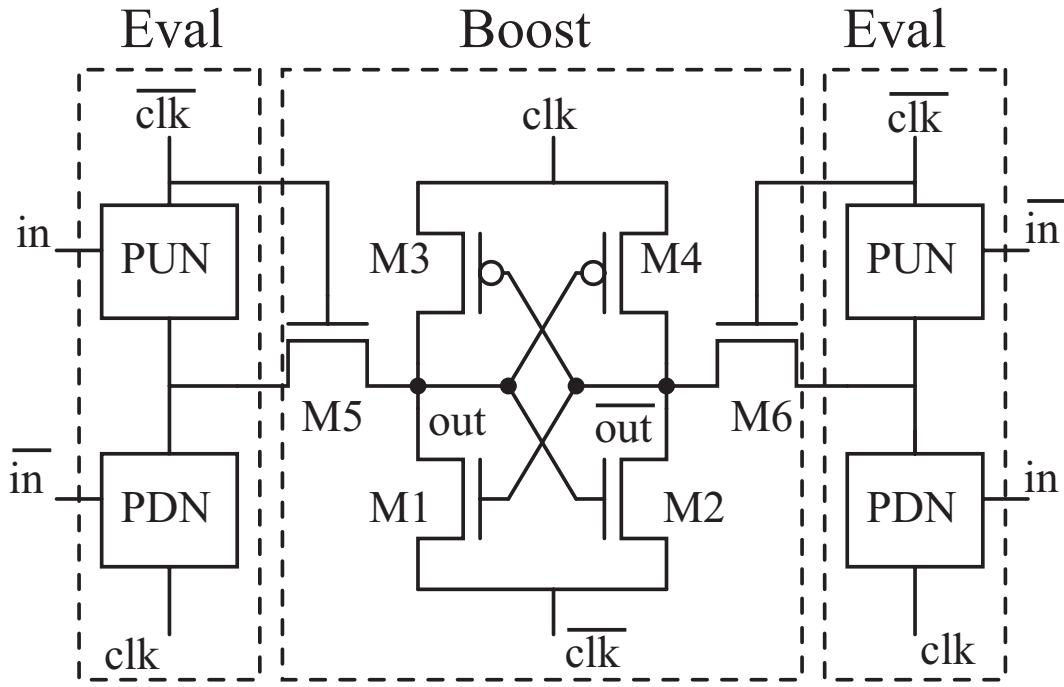 Eval Boost Eval
clk̅ clk clk̅
in PUN M3 M4 PUN in̅
M5 out out̅ M6
in̅ PDN M1 M2 PDN in
clk clk̅ clk